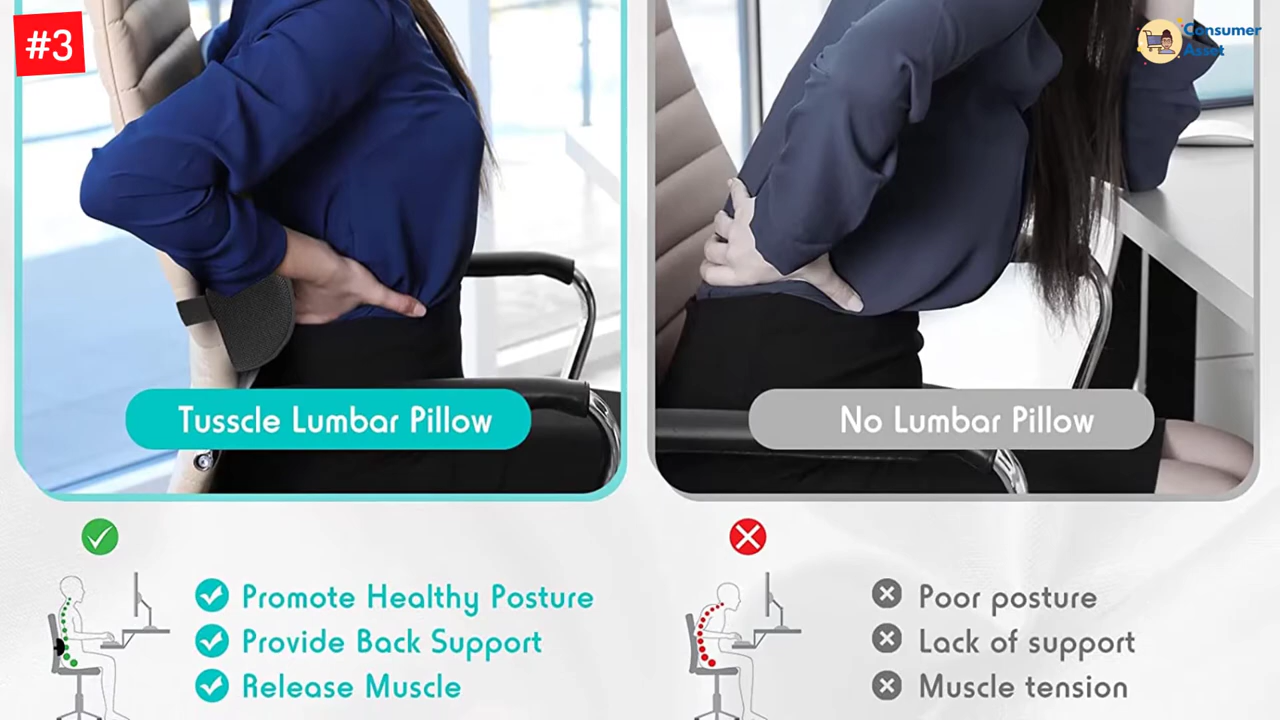 #3
Consumer
Asset
Tusscle Lumbar Pillow
No Lumbar Pillow
Promote Healthy Posture
Provide Back Support
Release Muscle
Poor posture
Lack of support
Muscle tension